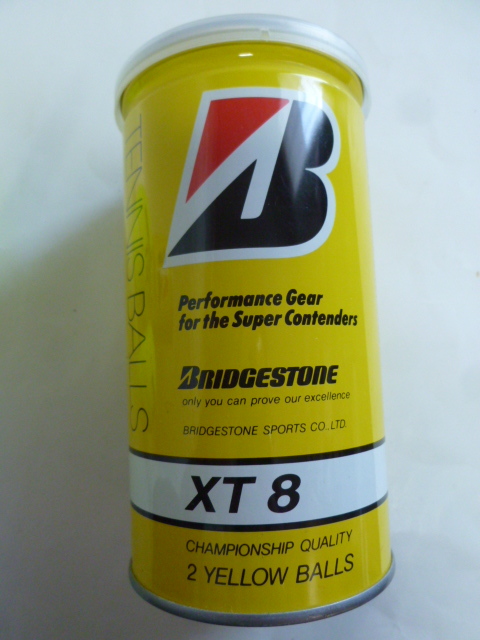 TENNIS BALLS
B
Performance Gear
for the Super Contenders
BRIDGESTONE
only you can prove our excellence
BRIDGESTONE SPORTS CO., LTD.
XT 8
CHAMPIONSHIP QUALITY
2 YELLOW BALLS